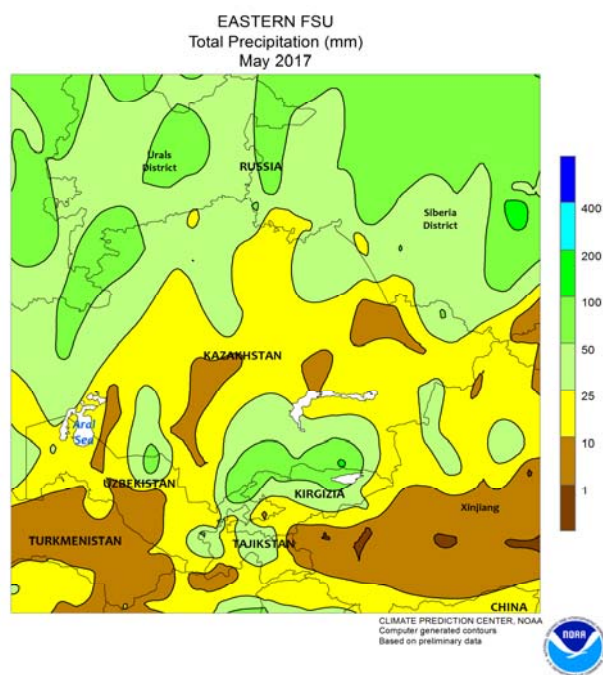 EASTERN FSU
Total Precipitation (mm)
May 2017
Urals
District
RUSSIA
Siberia
District
KAZAKHSTAN
Aral
Sea
UZBEKISTAN
KIRGIZIA
Xinjiang
TURKMENISTAN
TAJIKSTAN
CHINA
400
200
100
50
25
10
1
CLIMATE PREDICTION CENTER, NOAA
Computer generated contours
Based on preliminary data
NOAA